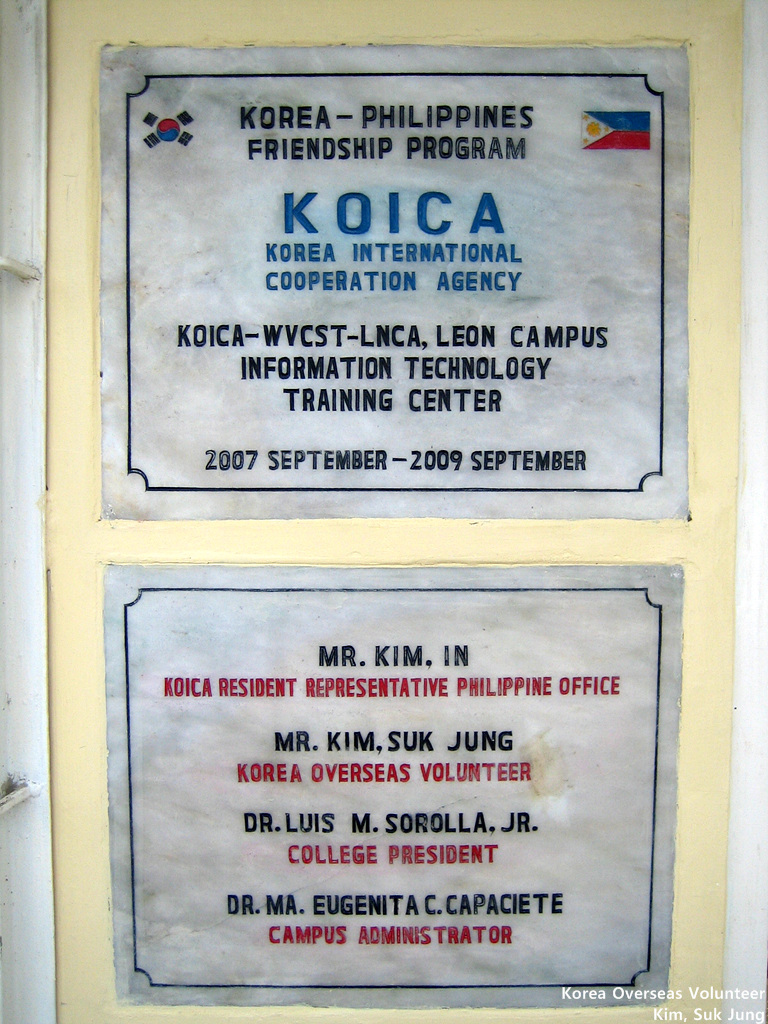 KOREA-PHILIPPINES
FRIENDSHIP PROGRAM
KOICA
KOREA INTERNATIONAL
COOPERATION AGENCY
KOICA-WVCST-LNCA, LEON CAMPUS
INFORMATION TECHNOLOGY
TRAINING CENTER
2007 SEPTEMBER-2009 SEPTEMBER
MR. KIM, IN
KOICA RESIDENT REPRESENTATIVE PHILIPPINE OFFICE
MR. KIM, SUK JUNG
KOREA OVERSEAS VOLUNTEER
DR. LUIS M. SOROLLA, JR.
COLLEGE PRESIDENT
DR. MA. EUGENITA C. CAPACIETE
CAMPUS ADMINISTRATOR
Korea Overseas Volunteer
Kim, Suk Jung